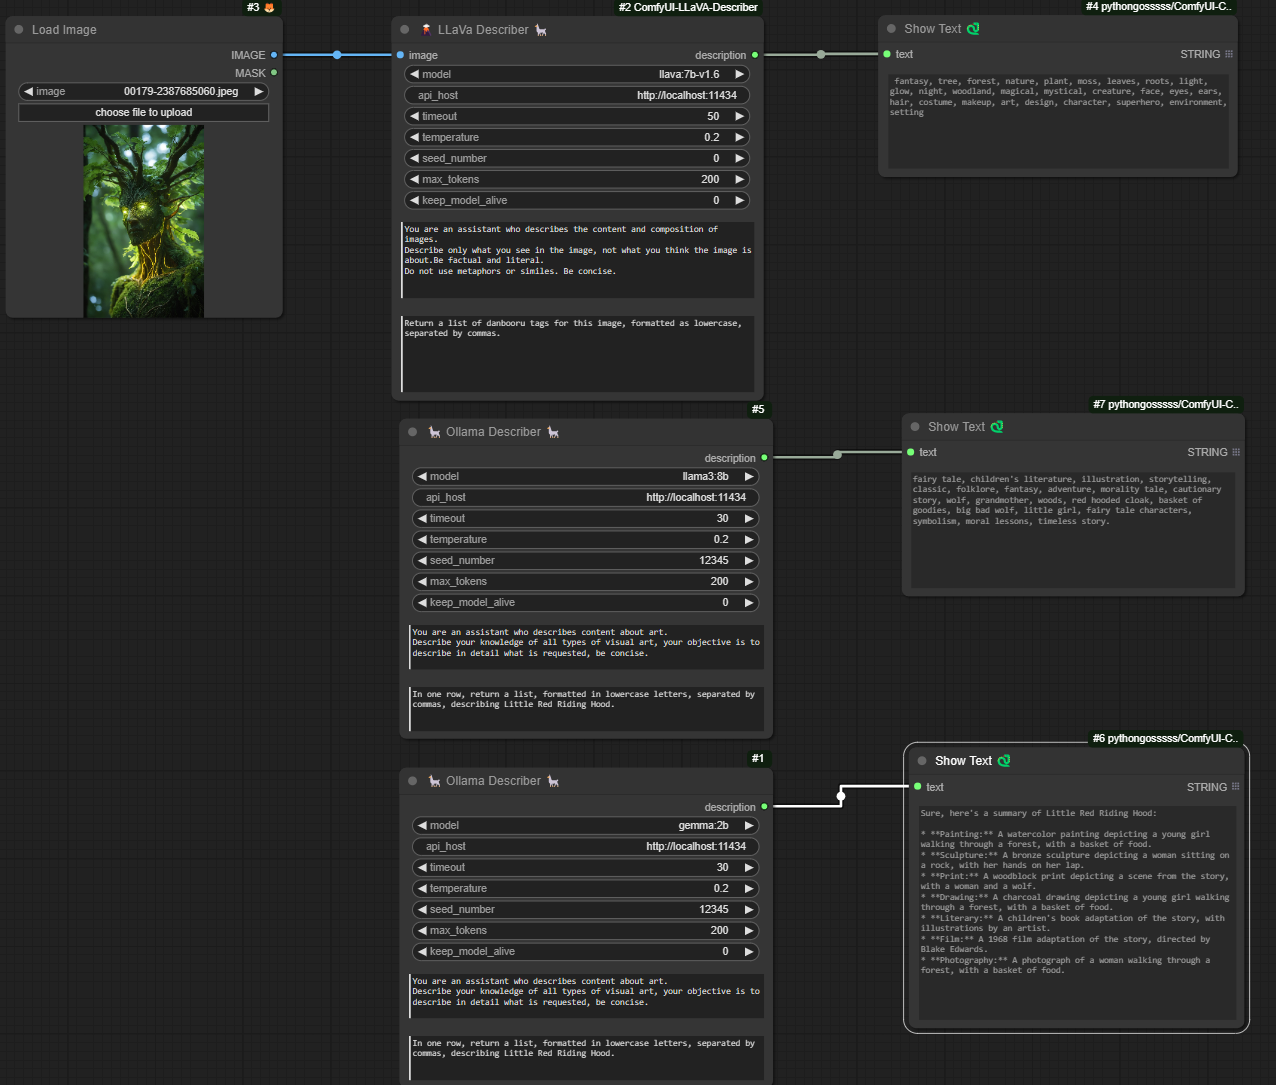 #3
Load Image
IMAGE
MASK
image 00179-2387685060.jpeg
choose file to upload
#2 ComfyUI-LLaVA-Describer
LLaVa Describer
image description
model llava:7b-v1.6
api_host http://localhost:11434
timeout 50
temperature 0.2
seed_number 0
max_tokens 200
keep_model_alive 0
You are an assistant who describes the content and composition of
images.
Describe only what you see in the image, not what you think the image is
about.Be factual and literal.
Do not use metaphors or similes. Be concise.
Return a list of danbooru tags for this image, formatted as lowercase,
separated by commas.
#4 pythongosssss/ComfyUI-C..
Show Text
text STRING
fantasy, tree, forest, nature, plant, moss, leaves, roots, light,
glow, night, woodland, magical, mystical, creature, face, eyes, ears,
hair, costume, makeup, art, design, character, superhero, environment,
setting
#5
Ollama Describer
description
model llama3:8b
api_host http://localhost:11434
timeout 30
temperature 0.2
seed_number 12345
max_tokens 200
keep_model_alive 0
You are an assistant who describes content about art.
Describe your knowledge of all types of visual art, your objective is to
describe in detail what is requested, be concise.
In one row, return a list, formatted in lowercase letters, separated by
commas, describing Little Red Riding Hood.
#7 pythongosssss/ComfyUI-C..
Show Text
text STRING
fairy tale, children's literature, illustration, storytelling,
classic, folklore, fantasy, adventure, morality tale, cautionary
story, wolf, grandmother, woods, red hooded cloak, basket of
goodies, big bad wolf, little girl, fairy tale characters,
symbolism, moral lessons, timeless story.
#1
Ollama Describer
description
model gemma:2b
api_host http://localhost:11434
timeout 30
temperature 0.2
seed_number 12345
max_tokens 200
keep_model_alive 0
You are an assistant who describes content about art.
Describe your knowledge of all types of visual art, your objective is to
describe in detail what is requested, be concise.
In one row, return a list, formatted in lowercase letters, separated by
commas, describing Little Red Riding Hood.
#6 pythongosssss/ComfyUI-C..
Show Text
text STRING
Sure, here's a summary of Little Red Riding Hood:
* **Painting:** A watercolor painting depicting a young girl
walking through a forest, with a basket of food.
* **Sculpture:** A bronze sculpture depicting a woman sitting on
a rock, with her hands on her lap.
* **Print:** A woodblock print depicting a scene from the story,
with a woman and a wolf.
* **Drawing:** A charcoal drawing depicting a young girl walking
through a forest, with a basket of food.
* **Literary:** A children's book adaptation of the story, with
illustrations by an artist.
* **Film:** A 1968 film adaptation of the story, directed by
Blake Edwards.
* **Photography:** A photograph of a woman walking through a
forest, with a basket of food.